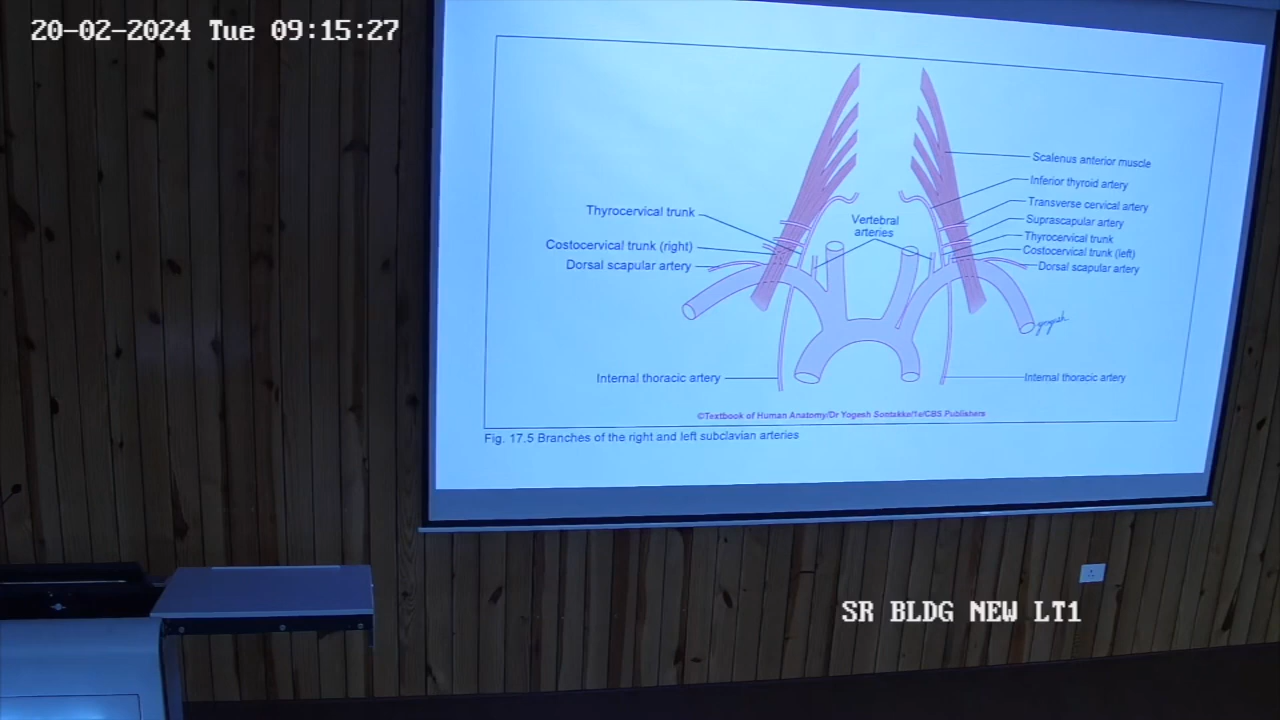 20-02-2024 Tue 09:15:27
Scalenus anterior muscle
Inferior thyroid artery
Transverse cervical artery
Suprascapular artery
Thyrocervical trunk
Costocervical trunk (left)
Dorsal scapular artery
Thyrocervical trunk
Costocervical trunk (right)
Dorsal scapular artery
Vertebral
arteries
yogesh
Internal thoracic artery
Internal thoracic artery
©Textbook of Human Anatomy/Dr Yogesh Sontakke/1e/CBS Publishers
Fig. 17.5 Branches of the right and left subclavian arteries
SR BLDG NEW LT1